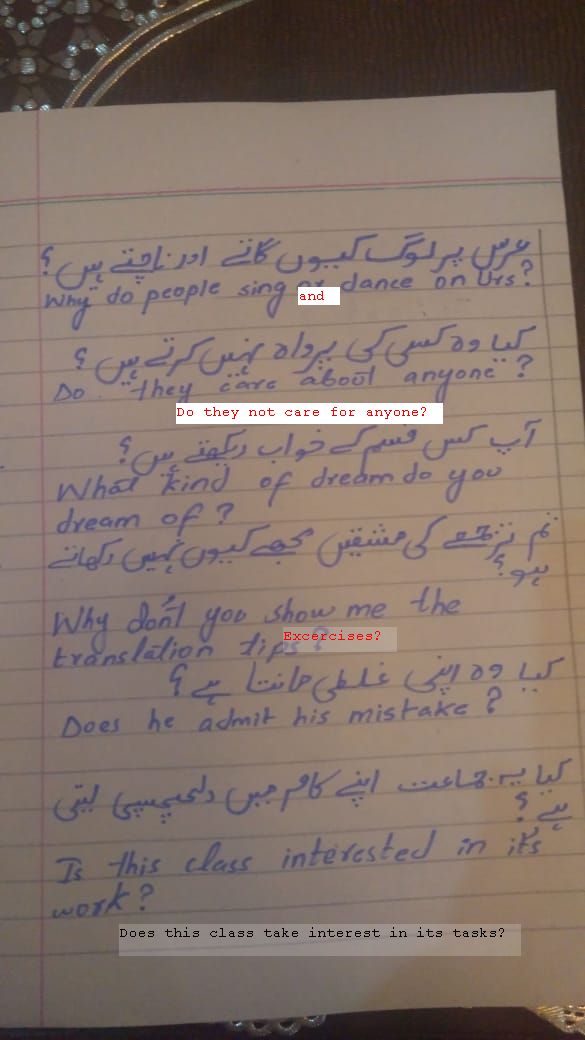 عرس پر لوگ کیوں گاتے اور ناچتے ہیں ؟
Why do people sing or dance on Urs?
and
کیا وہ کسی کی پرواہ نہیں کرتے ہیں ؟
Do they care about anyone ?
Do they not care for anyone?
آپ کس قسم کے خواب دیکھتے ہیں ؟
What kind of dream do you
dream of ?
تم ترجمے کی مشقیں مجھے کیوں نہیں دکھاتے
ہو ؟
Why don't you show me the
Excercises?
translation tips ?
کیا وہ اپنی غلطی مانتا ہے ؟
Does he admit his mistake ?
کیا یہ جماعت اپنے کام میں دلچسپی لیتی
ہے ؟
Is this class interested in it's
work ?
Does this class take interest in its tasks?